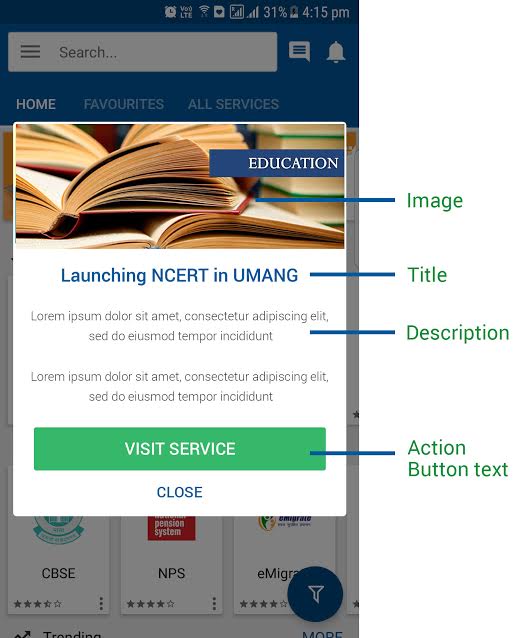 Vo)) LTE 31% 4:15 pm
Search...
HOME FAVOURITES ALL SERVICES
EDUCATION
Image
Launching NCERT in UMANG
Title
Lorem ipsum dolor sit amet, consectetur adipiscing elit,
sed do eiusmod tempor incididunt
Description
Lorem ipsum dolor sit amet, consectetur adipiscing elit,
sed do eiusmod tempor incididunt
VISIT SERVICE
Action
Button text
CLOSE
national
pension
system
eMigrate
CBSE
NPS
eMigra
Trending
MORE